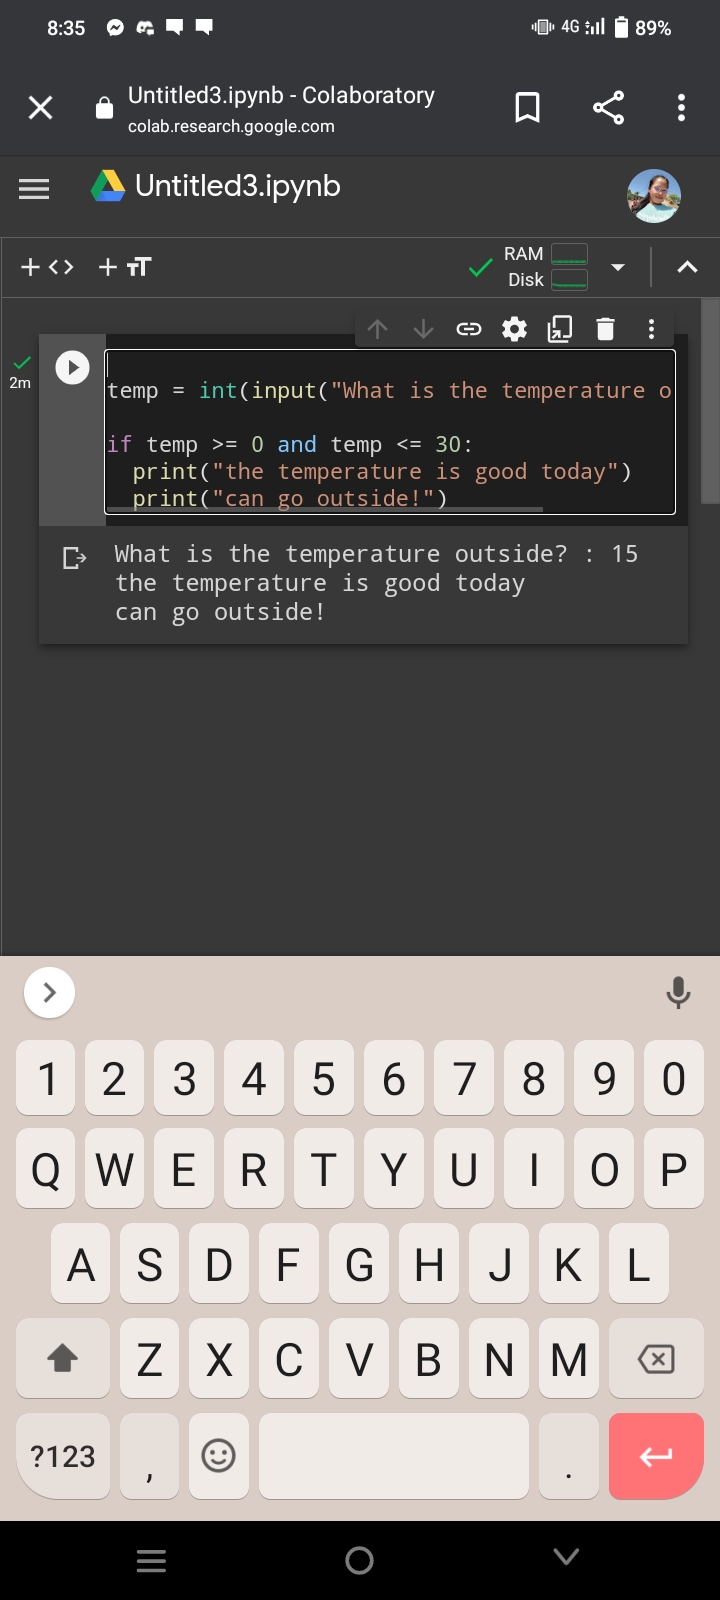 8:35 4G 89%
Untitled3.ipynb - Colaboratory
colab.research.google.com
Untitled3.ipynb
RAM
Disk
2m
temp = int(input("What is the temperature o
if temp >= 0 and temp <= 30:
print("the temperature is good today")
print("can go outside!")
What is the temperature outside? : 15
the temperature is good today
can go outside!
1 2 3 4 5 6 7 8 9 0
Q W E R T Y U I O P
A S D F G H J K L
Z X C V B N M
?123 , .